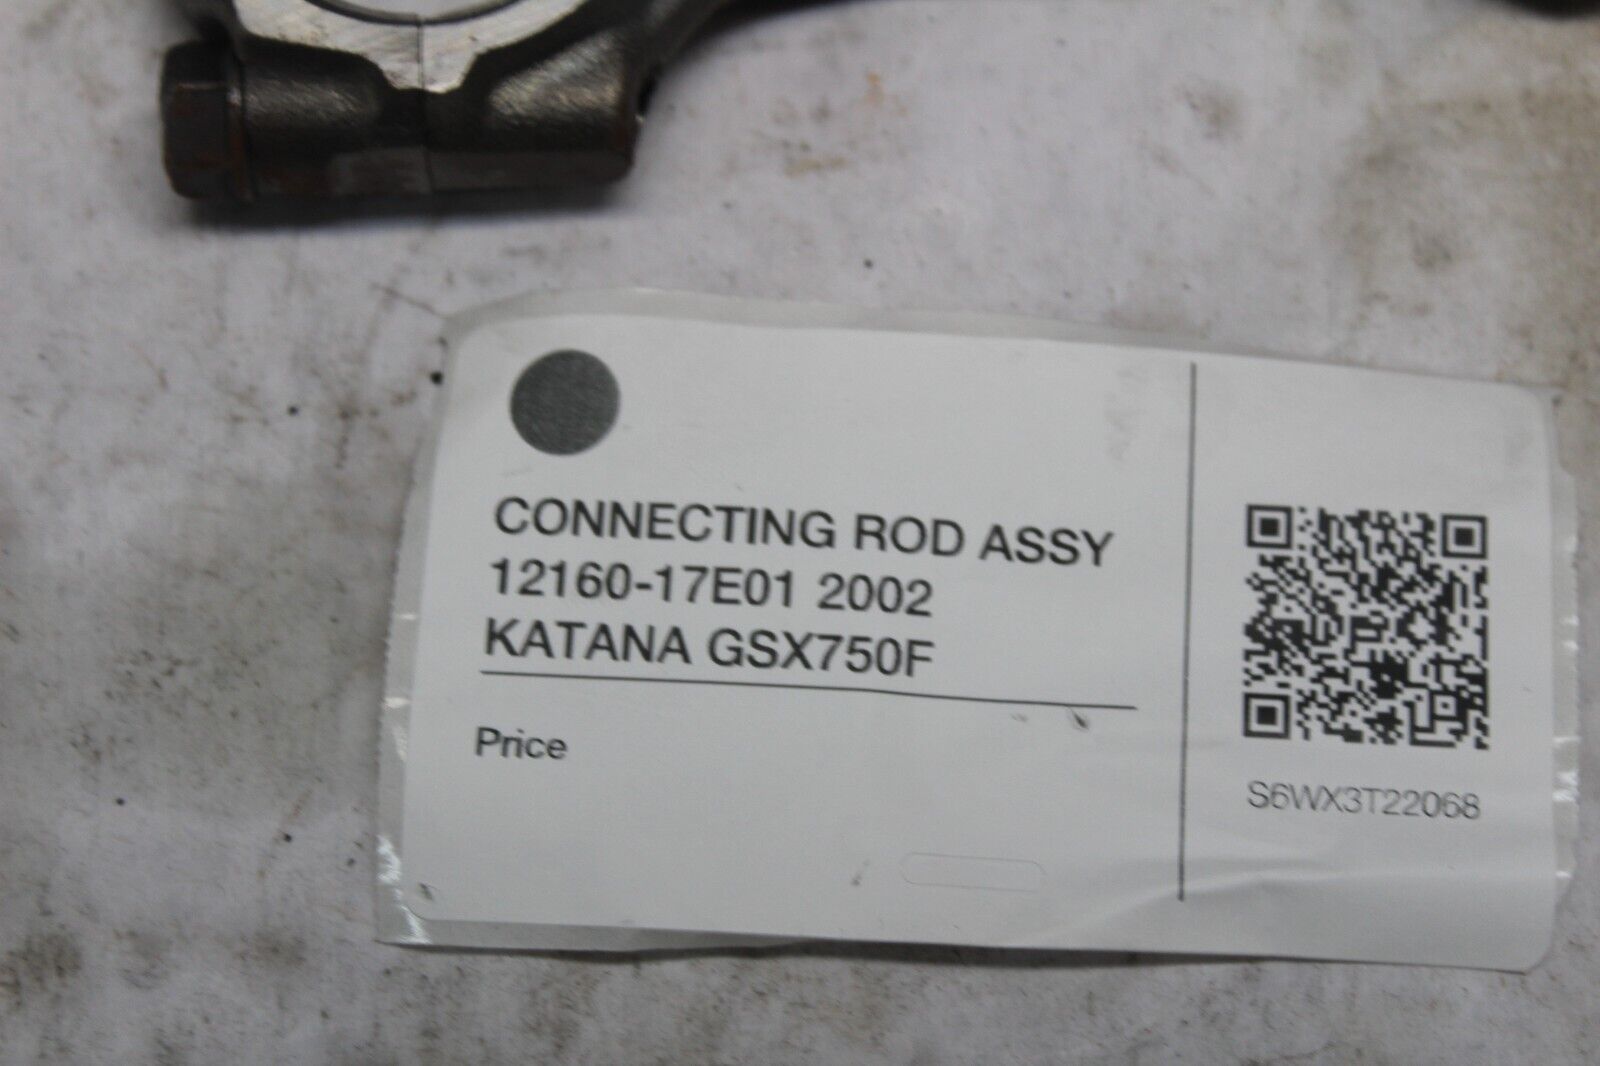 CONNECTING ROD ASSY
12160-17E01 2002
KATANA GSX750F
Price
S6WX3T22068